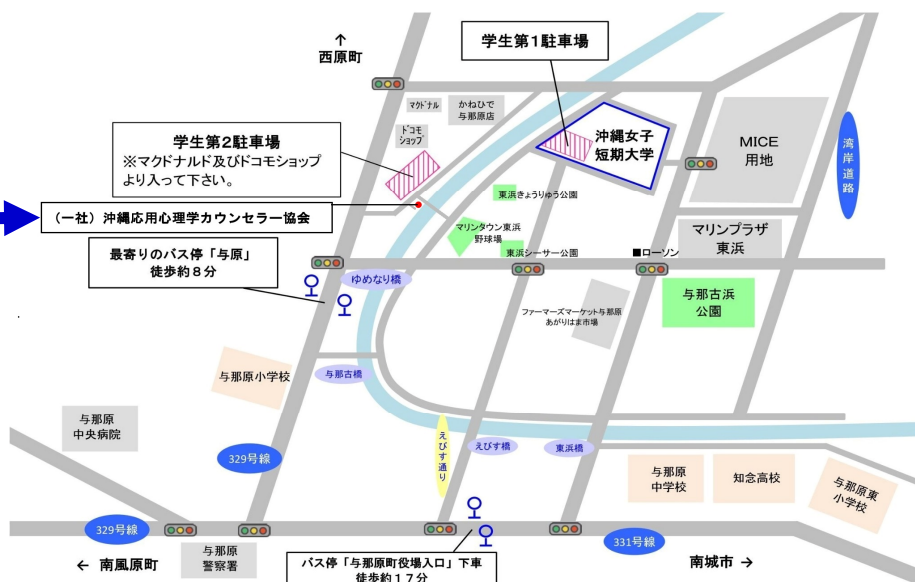 ↑
西原町
学生第1駐車場
マクドナル
かねひで
与那原店
ドコモ
ショップ
学生第2駐車場
※マクドナルド及びドコモショップ
より入って下さい。
沖縄女子
短期大学
MICE
用地
湾岸道路
(一社)沖縄応用心理学カウンセラー協会
東浜きょうりゅう公園
マリンタウン東浜
野球場
東浜シーサー公園
■ローソン
マリンプラザ
東浜
最寄りのバス停「与原」
徒歩約8分
ゆめなり橋
与那古浜
公園
ファーマーズマーケット与那原
あがりはま市場
与那原小学校
与那古橋
与那原
中央病院
えびす通り
えびす橋
東浜橋
329号線
与那原
中学校
知念高校
与那原東
小学校
329号線
331号線
← 南風原町
与那原
警察署
バス停「与那原町役場入口」下車
徒歩約17分
南城市 →